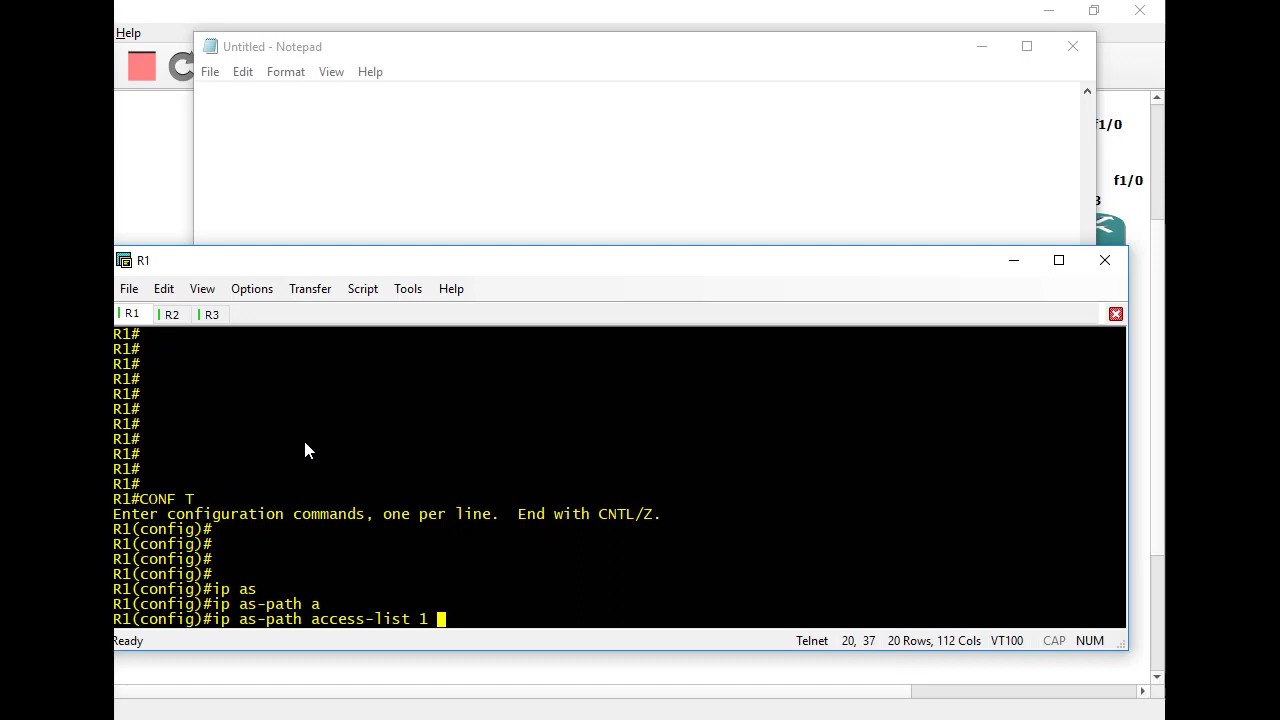 Help
Untitled - Notepad
File Edit Format View Help
f1/0
f1/0
3
R1
File Edit View Options Transfer Script Tools Help
R1 R2 R3
R1#
R1#
R1#
R1#
R1#
R1#
R1#
R1#
R1#
R1#
R1#
R1#CONF T
Enter configuration commands, one per line. End with CNTL/Z.
R1(config)#
R1(config)#
R1(config)#
R1(config)#
R1(config)#ip as
R1(config)#ip as-path a
R1(config)#ip as-path access-list 1
Ready Telnet 20, 37 20 Rows, 112 Cols VT100 CAP NUM